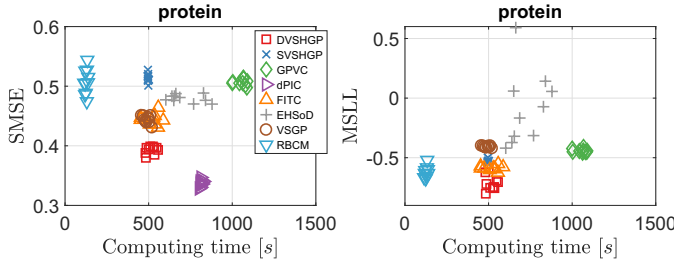 protein
0.6
0.5
0.4
0.3
SMSE
0
500
1000
1500
Computing time [s]
DVSHGP
SVSHGP
GPVC
dPIC
FITC
EHSoD
VSGP
RBCM
protein
0.5
0
-0.5
MSLL
0
500
1000
1500
Computing time [s]